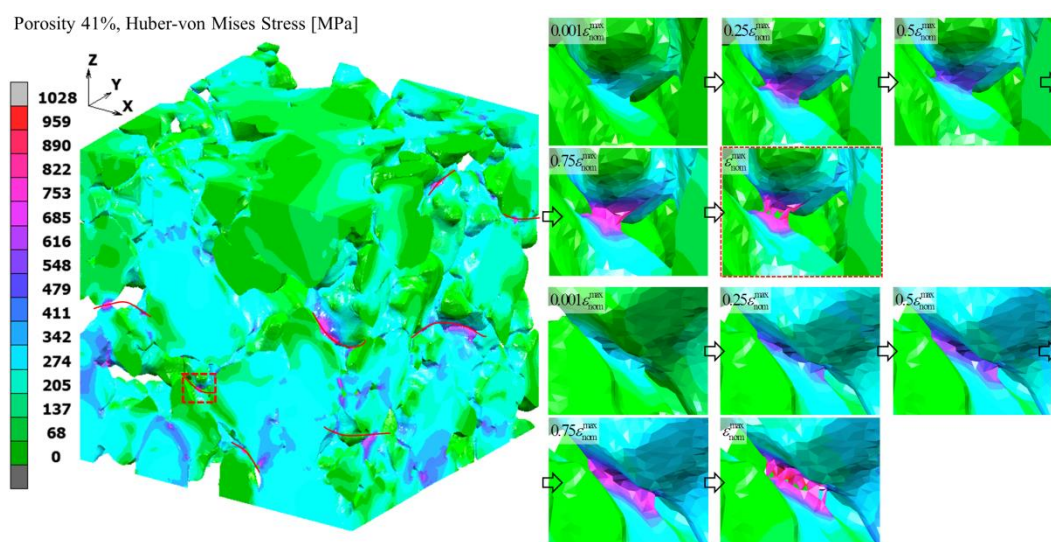 Porosity 41%, Huber-von Mises Stress [MPa]
Z
Y
X
1028
959
890
822
753
685
616
548
479
411
342
274
205
137
68
0
0.001ε_nom^max
0.25ε_nom^max
0.5ε_nom^max
0.75ε_nom^max
ε_nom^max
0.001ε_nom^max
0.25ε_nom^max
0.5ε_nom^max
0.75ε_nom^max
ε_nom^max